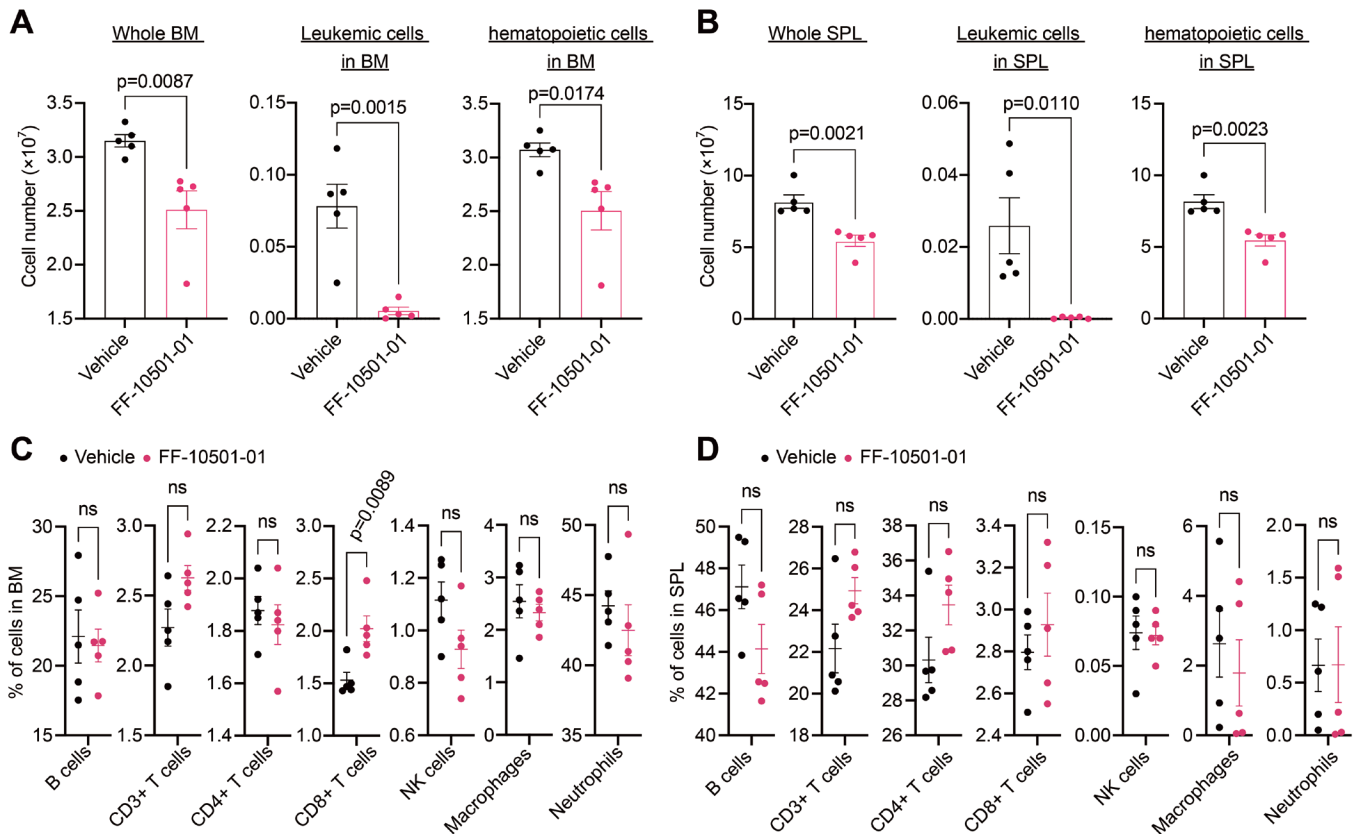 A
Whole BM
Leukemic cells
in BM
hematopoietic cells
in BM
Ccell number (×10⁷)
p=0.0087
3.5
3.0
2.5
2.0
1.5
Vehicle
FF-10501-01
p=0.0015
0.15
0.10
0.05
0.00
Vehicle
FF-10501-01
p=0.0174
3.5
3.0
2.5
2.0
1.5
Vehicle
FF-10501-01
B
Whole SPL
Leukemic cells
in SPL
hematopoietic cells
in SPL
Ccell number (×10⁷)
p=0.0021
15
10
5
0
Vehicle
FF-10501-01
p=0.0110
0.06
0.04
0.02
0.00
Vehicle
FF-10501-01
p=0.0023
15
10
5
0
Vehicle
FF-10501-01
C
Vehicle
FF-10501-01
% of cells in BM
ns
30
25
20
15
B cells
ns
3.0
2.5
2.0
1.5
CD3+ T cells
ns
2.0
1.8
1.6
1.4
CD4+ T cells
p=0.0089
3.0
2.5
2.0
1.5
1.0
CD8+ T cells
ns
1.4
1.2
1.0
0.8
0.6
NK cells
ns
4
3
2
1
0
Macrophages
ns
50
45
40
35
Neutrophils
D
Vehicle
FF-10501-01
% of cells in SPL
ns
50
48
46
44
42
40
B cells
ns
28
26
24
22
20
18
CD3+ T cells
ns
38
36
34
32
30
28
26
CD4+ T cells
ns
3.4
3.2
3.0
2.8
2.6
2.4
CD8+ T cells
ns
0.15
0.10
0.05
0.00
NK cells
ns
6
4
2
0
Macrophages
ns
2.0
1.5
1.0
0.5
0.0
Neutrophils